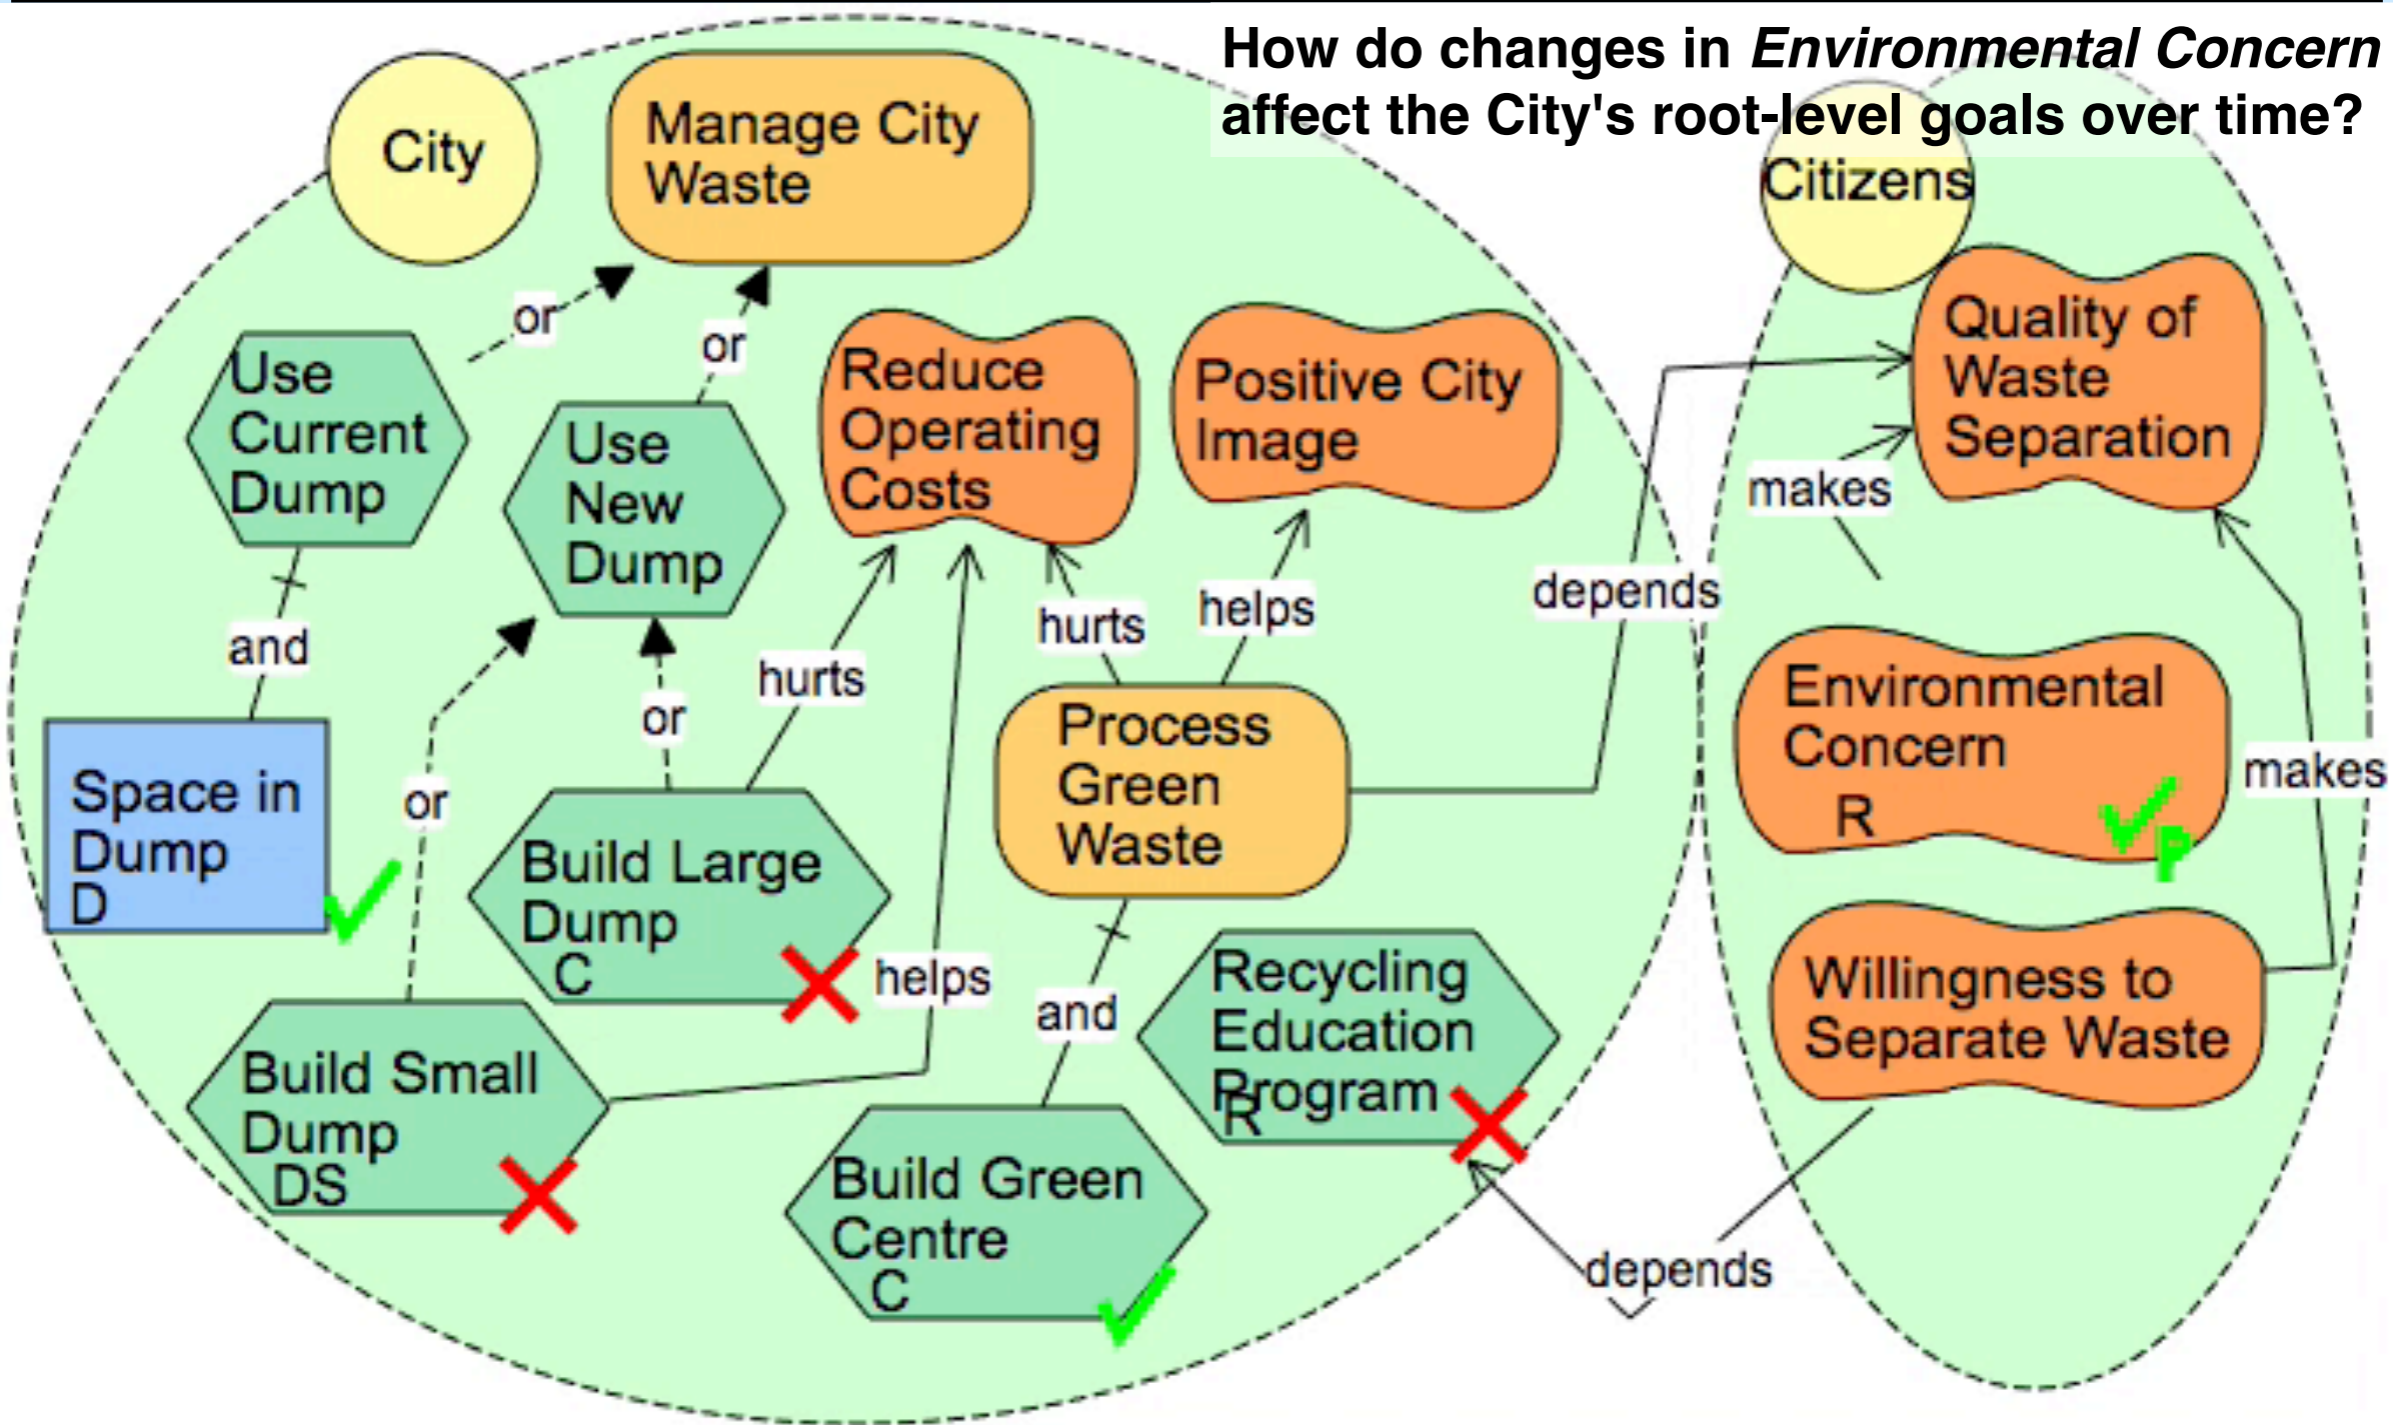 How do changes in Environmental Concern
affect the City's root-level goals over time?
City
Manage City
Waste
Citizens
or
or
Use
Current
Dump
Use
New
Dump
Reduce
Operating
Costs
Positive City
Image
Quality of
Waste
Separation
makes
depends
and
hurts
hurts
helps
or
or
Space in
Dump
D
Build Large
Dump
C
Process
Green
Waste
Environmental
Concern
R
P
makes
helps
and
Recycling
Education
Program
R
Willingness to
Separate Waste
Build Small
Dump
DS
Build Green
Centre
C
depends